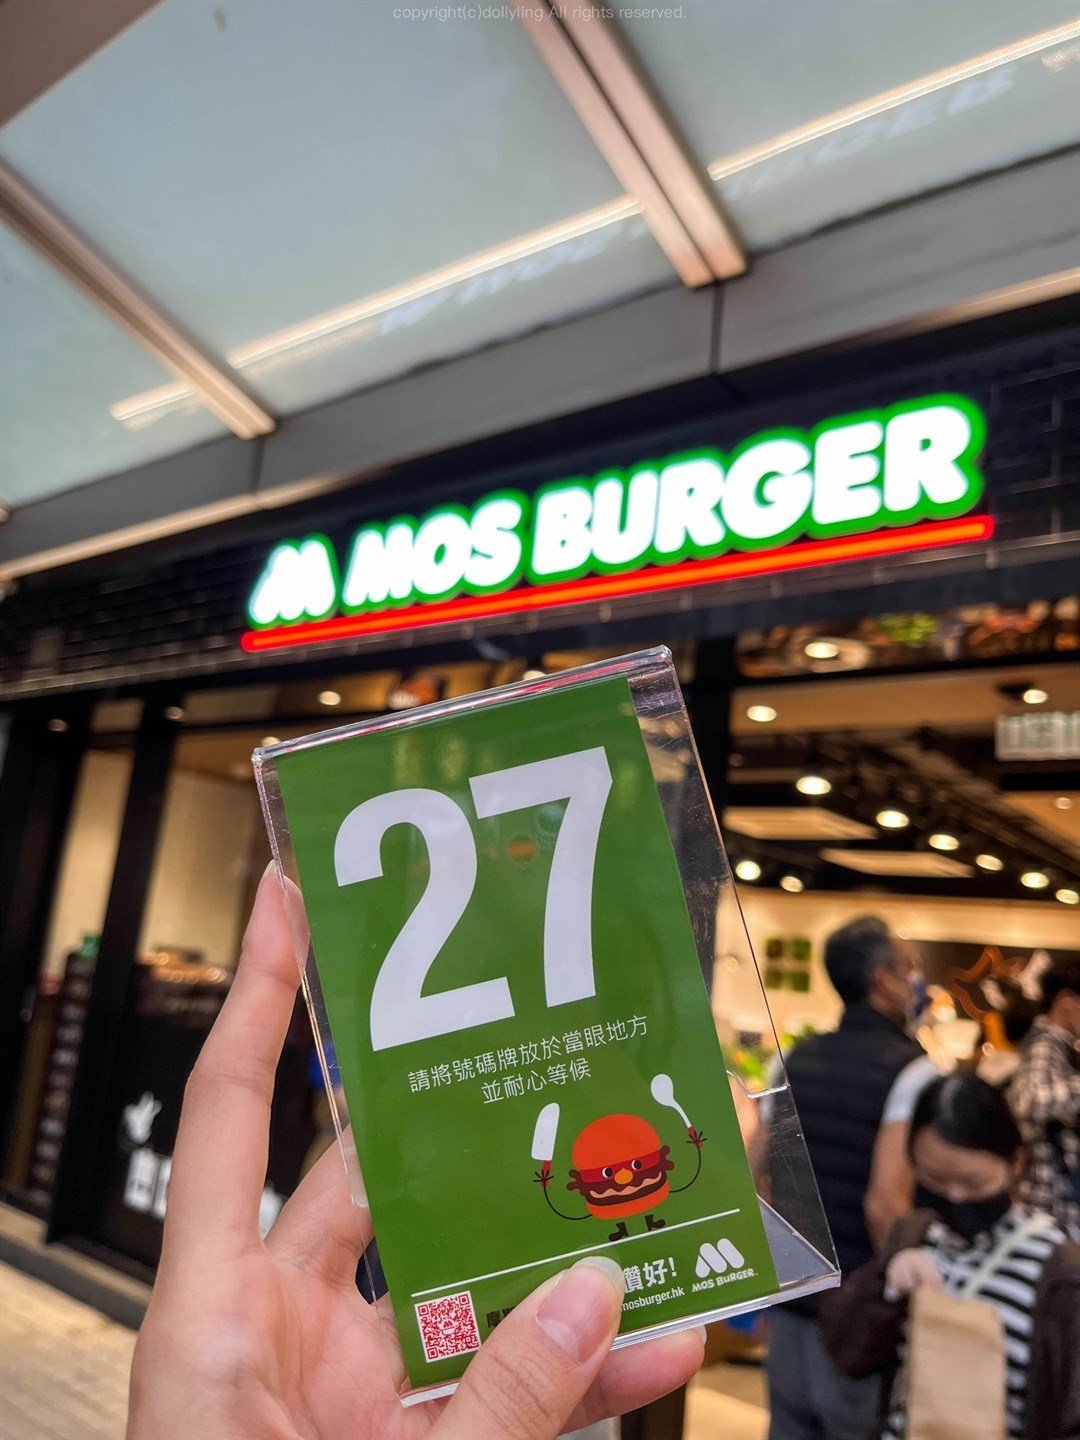 copyright(c)dollyling All rights reserved.
MOS BURGER
27
請將號碼牌放於當眼地方
並耐心等候
讚好!
mosburger.hk
MOS BURGER